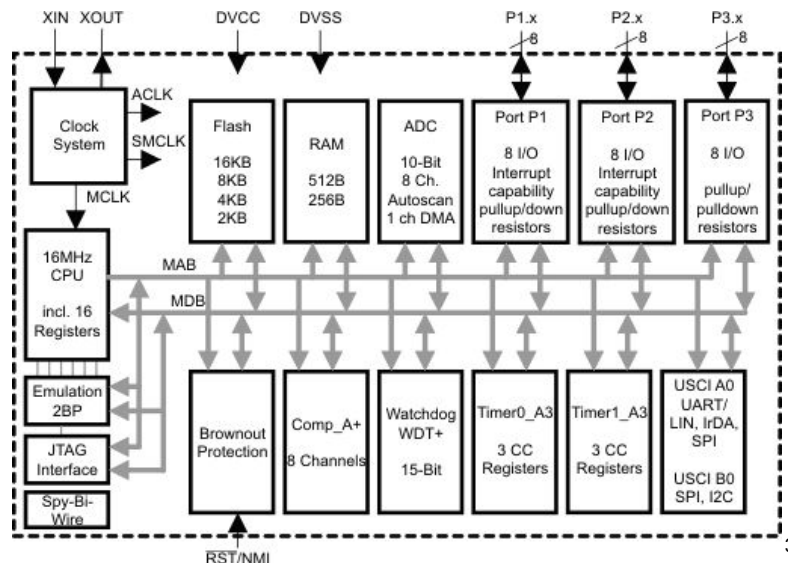 XIN XOUT DVCC DVSS P1.x P2.x P3.x
8 8 8
ACLK
Clock
System
SMCLK
MCLK
Flash
16KB
8KB
4KB
2KB
RAM
512B
256B
ADC
10-Bit
8 Ch.
Autoscan
1 ch DMA
Port P1
8 I/O
Interrupt
capability
pullup/down
resistors
Port P2
8 I/O
Interrupt
capability
pullup/down
resistors
Port P3
8 I/O
pullup/
pulldown
resistors
16MHz
CPU
incl. 16
Registers
MAB
MDB
Emulation
2BP
JTAG
Interface
Spy-Bi-
Wire
Brownout
Protection
Comp_A+
8 Channels
Watchdog
WDT+
15-Bit
Timer0_A3
3 CC
Registers
Timer1_A3
3 CC
Registers
USCI A0
UART/
LIN, IrDA,
SPI
USCI B0
SPI, I2C
RST/NMI